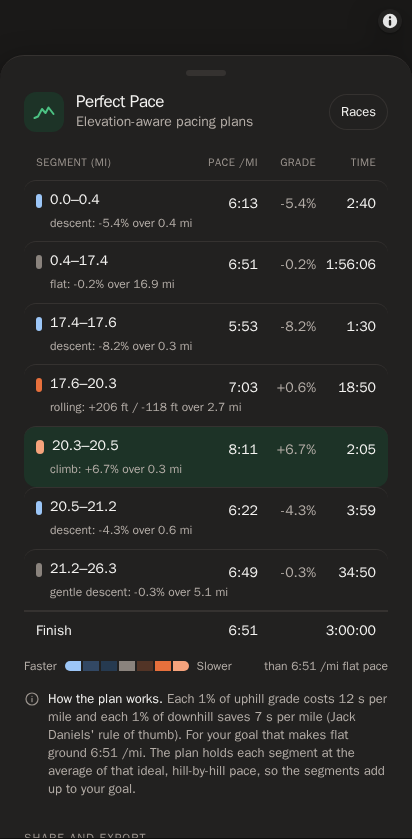 Perfect Pace
Elevation-aware pacing plans
Races
SEGMENT (MI) PACE /MI GRADE TIME
0.0–0.4 6:13 -5.4% 2:40
descent: -5.4% over 0.4 mi
0.4–17.4 6:51 -0.2% 1:56:06
flat: -0.2% over 16.9 mi
17.4–17.6 5:53 -8.2% 1:30
descent: -8.2% over 0.3 mi
17.6–20.3 7:03 +0.6% 18:50
rolling: +206 ft / -118 ft over 2.7 mi
20.3–20.5 8:11 +6.7% 2:05
climb: +6.7% over 0.3 mi
20.5–21.2 6:22 -4.3% 3:59
descent: -4.3% over 0.6 mi
21.2–26.3 6:49 -0.3% 34:50
gentle descent: -0.3% over 5.1 mi
Finish 6:51 3:00:00
Faster Slower than 6:51 /mi flat pace
How the plan works. Each 1% of uphill grade costs 12 s per
mile and each 1% of downhill saves 7 s per mile (Jack
Daniels' rule of thumb). For your goal that makes flat
ground 6:51 /mi. The plan holds each segment at the
average of that ideal, hill-by-hill pace, so the segments add
up to your goal.
SHARE AND EXPORT